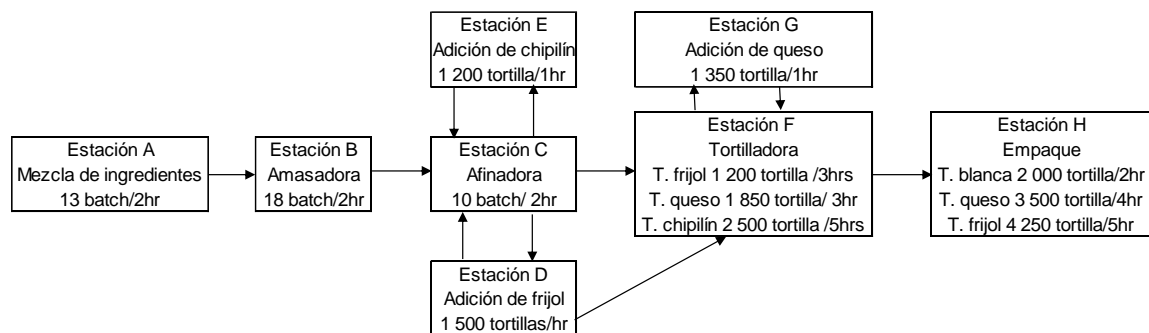 Estación E
Adición de chipilín
1 200 tortilla/1hr
Estación G
Adición de queso
1 350 tortilla/1hr
Estación A
Mezcla de ingredientes
13 batch/2hr
Estación B
Amasadora
18 batch/2hr
Estación C
Afinadora
10 batch/ 2hr
Estación F
Tortilladora
T. frijol 1 200 tortilla /3hrs
T. queso 1 850 tortilla/ 3hr
T. chipilín 2 500 tortilla /5hrs
Estación H
Empaque
T. blanca 2 000 tortilla/2hr
T. queso 3 500 tortilla/4hr
T. frijol 4 250 tortilla/5hr
Estación D
Adición de frijol
1 500 tortillas/hr